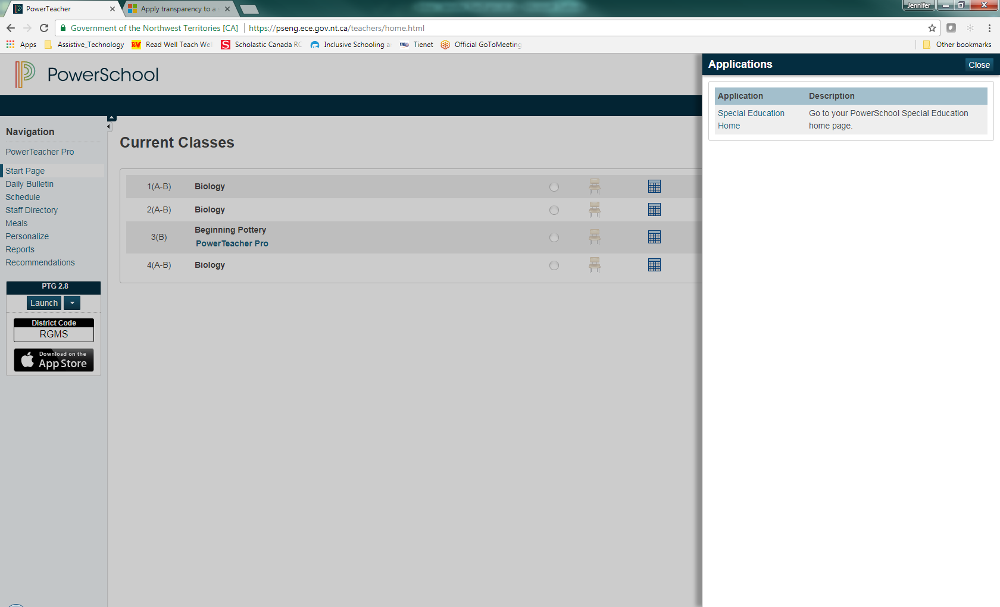 PowerTeacher
Apply transparency to a
Jennifer
Government of the Northwest Territories [CA]
https://pseng.ece.gov.nt.ca/teachers/home.html
Apps
Assistive_Technology
Read Well Teach Wel
Scholastic Canada RC
Inclusive Schooling a
Tienet
Official GoToMeeting
Other bookmarks
PowerSchool
Navigation
PowerTeacher Pro
Start Page
Daily Bulletin
Schedule
Staff Directory
Meals
Personalize
Reports
Recommendations
PTG 2.8
Launch
District Code
RGMS
Download on the
App Store
Current Classes
1(A-B) Biology
2(A-B) Biology
3(B) Beginning Pottery
PowerTeacher Pro
4(A-B) Biology
Applications
Close
Application Description
Special Education Go to your PowerSchool Special Education
Home home page.